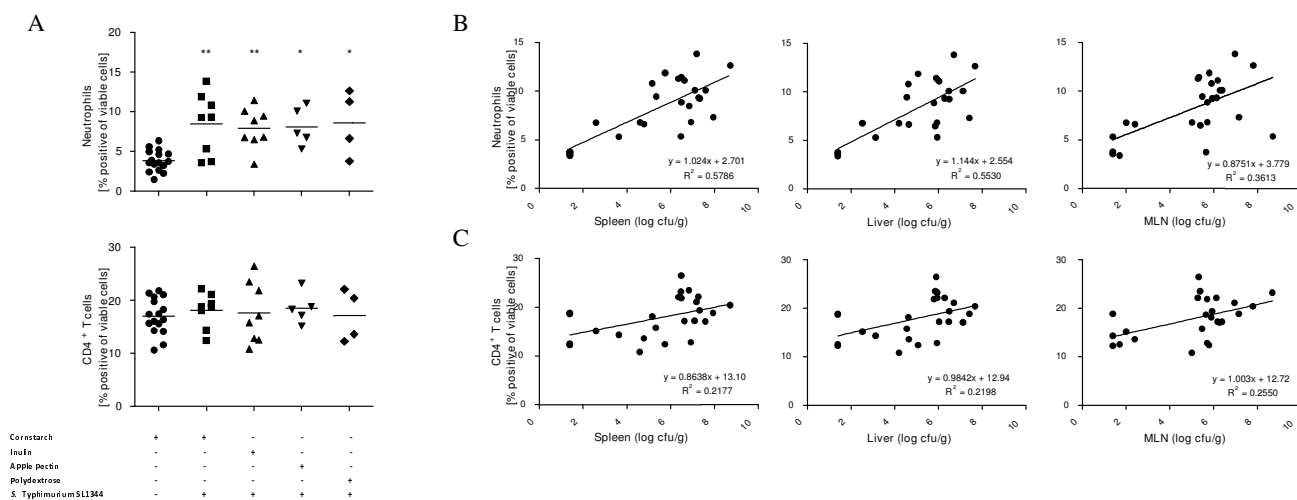 A
Neutrophils
[% positive of viable cells]
20
15
10
5
0
** ** * *
CD4 + T cells
[% positive of viable cells]
30
20
10
0
Cornstarch + + - - -
Inulin - - + - -
Apple Pectin - - - + -
Polydextrose - - - - +
S. Typhimurium SL1344 - + + + +
B
Neutrophils
[% positive of viable cells]
15
10
5
0
y = 1.024x + 2.701
R² = 0.5786
0 2 4 6 8 10
Spleen (log cfu/g)
15
10
5
0
y = 1.144x + 2.554
R² = 0.5530
0 2 4 6 8 10
Liver (log cfu/g)
15
10
5
0
y = 0.8751x + 3.779
R² = 0.3613
0 2 4 6 8 10
MLN (log cfu/g)
C
CD4 + T cells
[% positive of viable cells]
30
20
10
0
y = 0.8638x + 13.10
R² = 0.2177
0 2 4 6 8 10
Spleen (log cfu/g)
30
20
10
0
y = 0.9842x + 12.94
R² = 0.2198
0 2 4 6 8 10
Liver (log cfu/g)
30
20
10
0
y = 1.003x + 12.72
R² = 0.2550
0 2 4 6 8 10
MLN (log cfu/g)